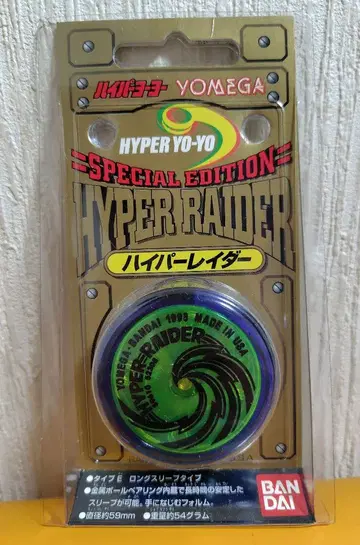 ハイパーヨーヨー YOMEGA
HYPER YO-YO
SPECIAL EDITION
HYPER RAIDER
ハイパーレイダー
YOMEGA・BANDAI 1998 MADE IN USA
HYPER-RAIDER
●タイプE ロングスリープタイプ
●金属ボールベアリング内蔵で長時間の安定した
スリープが可能。手になじむフォルム。
●直径約59mm ●重量約54グラム
BAN
DAI